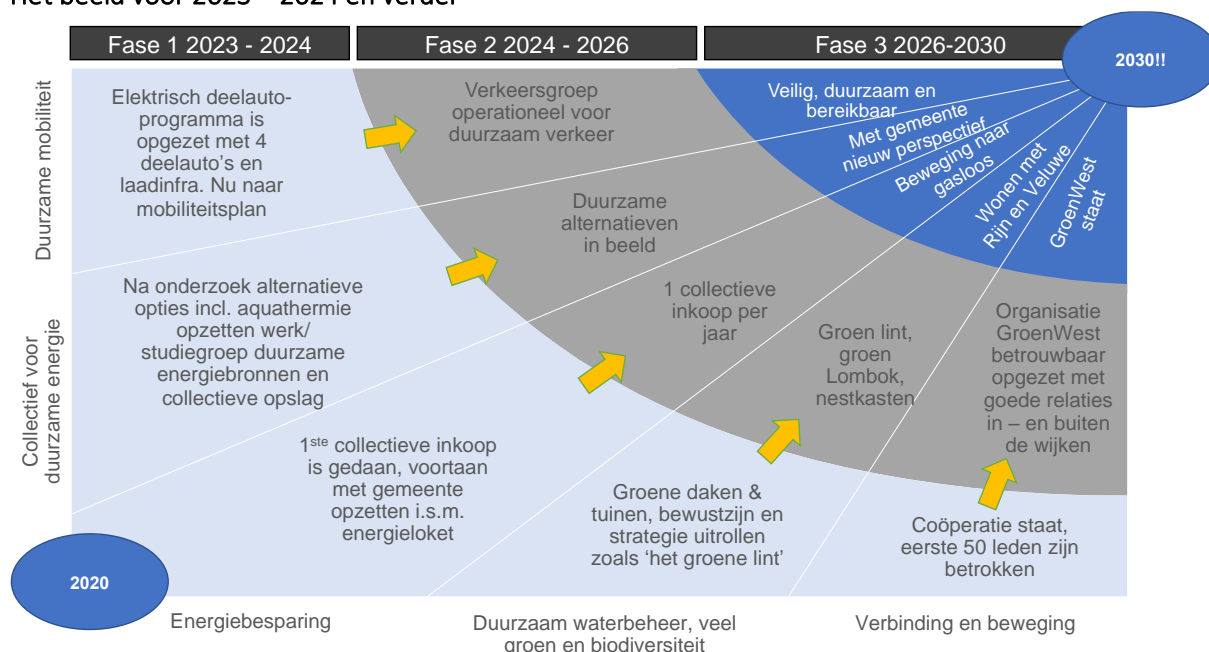 Het beeld voor 2023 – 2024 en verder
Fase 1 2023 - 2024
Fase 2 2024 - 2026
Fase 3 2026-2030
2030!!
Duurzame mobiliteit
Elektrisch deelauto-
programma is
opgezet met 4
deelauto's en
laadinfra. Nu naar
mobiliteitsplan
Verkeersgroep
operationeel voor
duurzaam verkeer
Veilig, duurzaam en
bereikbaar
Met gemeente
nieuw perspectief
Beweging naar
gasloos
Wonen met
Rijn en Veluwe
GroenWest
staat
Duurzame
alternatieven
in beeld
Collectief voor
duurzame energie
Na onderzoek alternatieve
opties incl. aquathermie
opzetten werk/
studiegroep duurzame
energiebronnen en
collectieve opslag
1 collectieve
inkoop per
jaar
Groen lint,
groen
Lombok,
nestkasten
Organisatie
GroenWest
betrouwbaar
opgezet met
goede relaties
in – en buiten
de wijken
1ste collectieve inkoop
is gedaan, voortaan
met gemeente
opzetten i.s.m.
energieloket
Groene daken &
tuinen, bewustzijn en
strategie uitrollen
zoals 'het groene lint'
Coöperatie staat,
eerste 50 leden zijn
betrokken
2020
Energiebesparing
Duurzaam waterbeheer, veel
groen en biodiversiteit
Verbinding en beweging